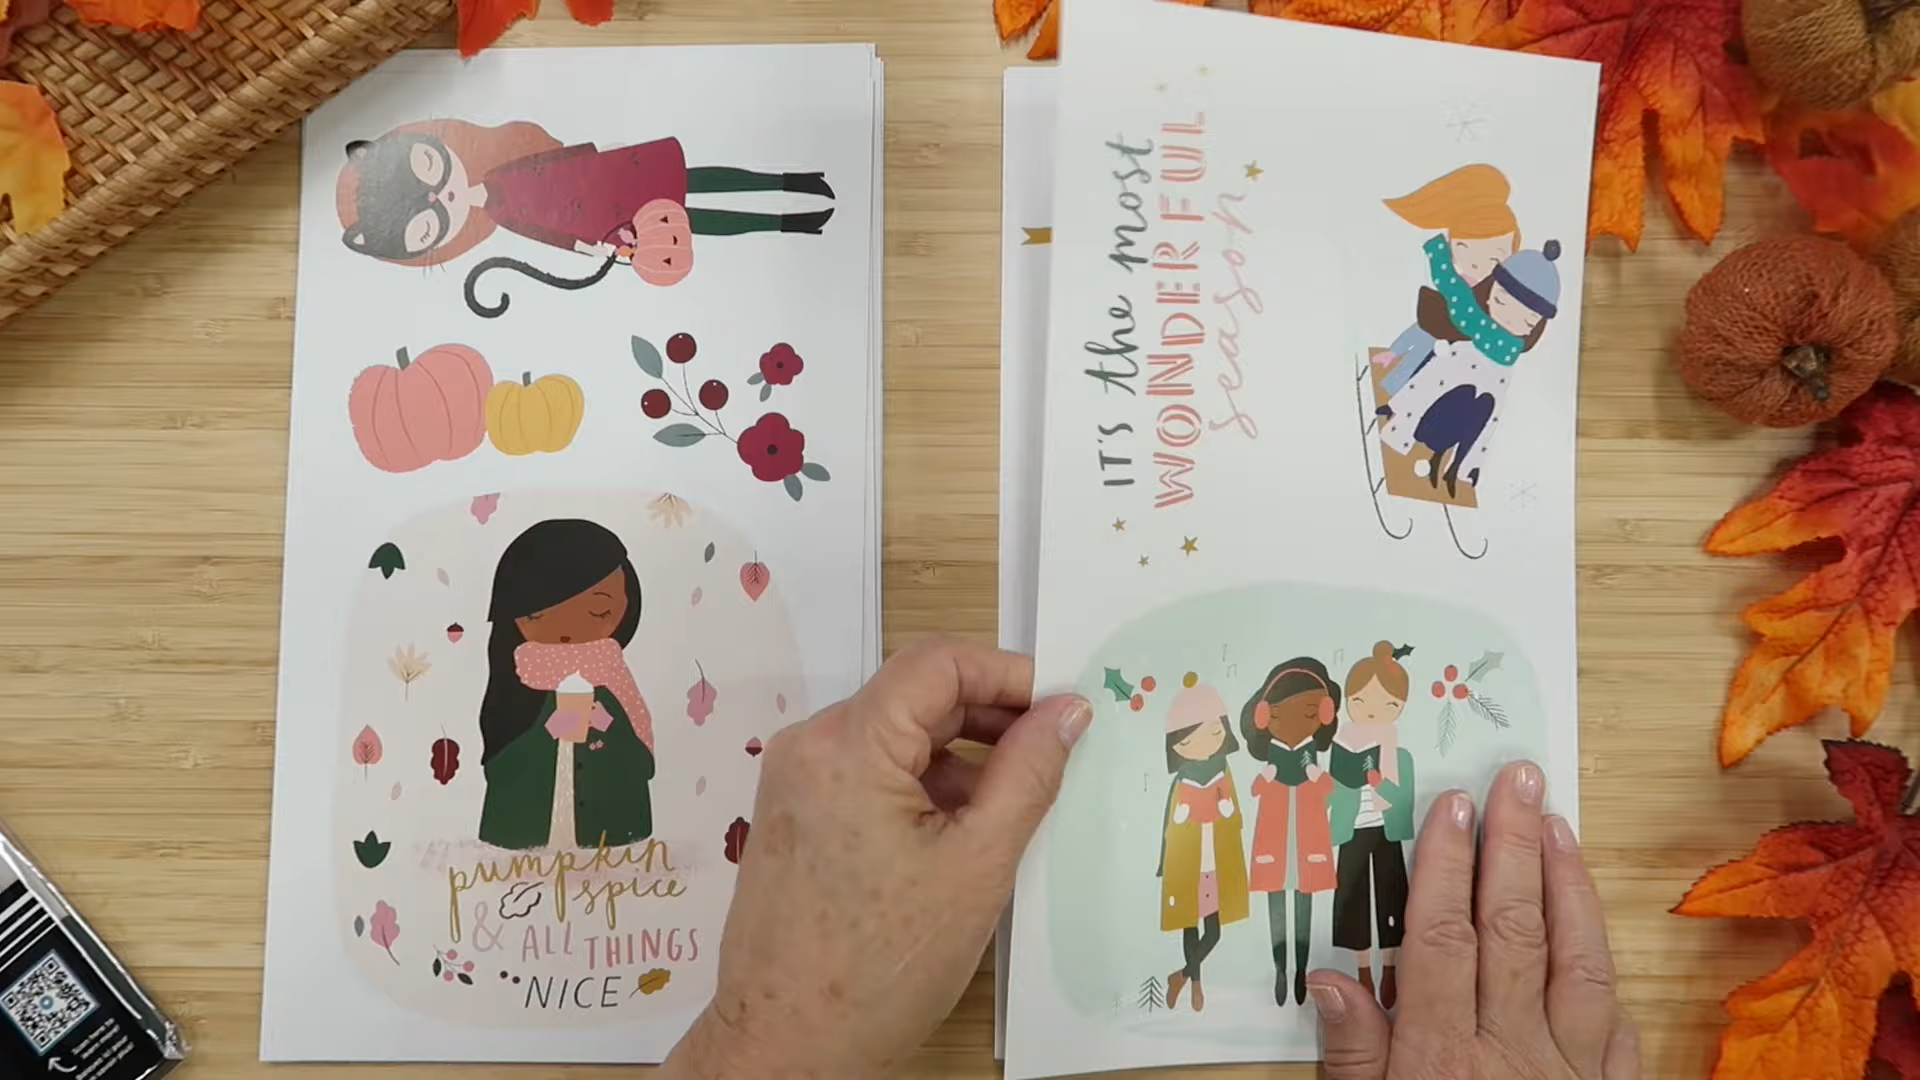 pumpkin
spice
& ALL THINGS
NICE
IT'S the most
WONDERFUL
season